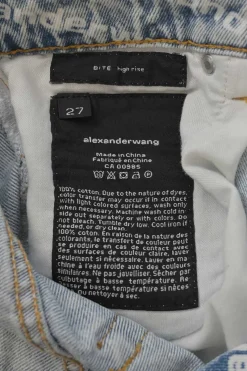 BITE high rise
27
alexanderwang
Made in China
Fabriqué en Chine
CA 00985
100% cotton. Due to the nature of dyes,
color transfer may occur if in contact
with light colored surfaces, wash only
when necessary. Machine wash cold in-
side out separately or with colors. Do
not bleach. Tumble dry low. Cool iron if
needed, or dry clean.
100% coton. En raison de la nature des
colorants, le transfert de couleur peut
se produire en cas de contact avec
des surfaces de couleur claire, laver
seulement si nécessaire. Laver en ma-
chine à l'eau froide avec des couleurs
similaires. Ne pas javelliser. Sécher par
culbutage à basse température.
ser à basse température si néces-
ou nettoyer à sec.